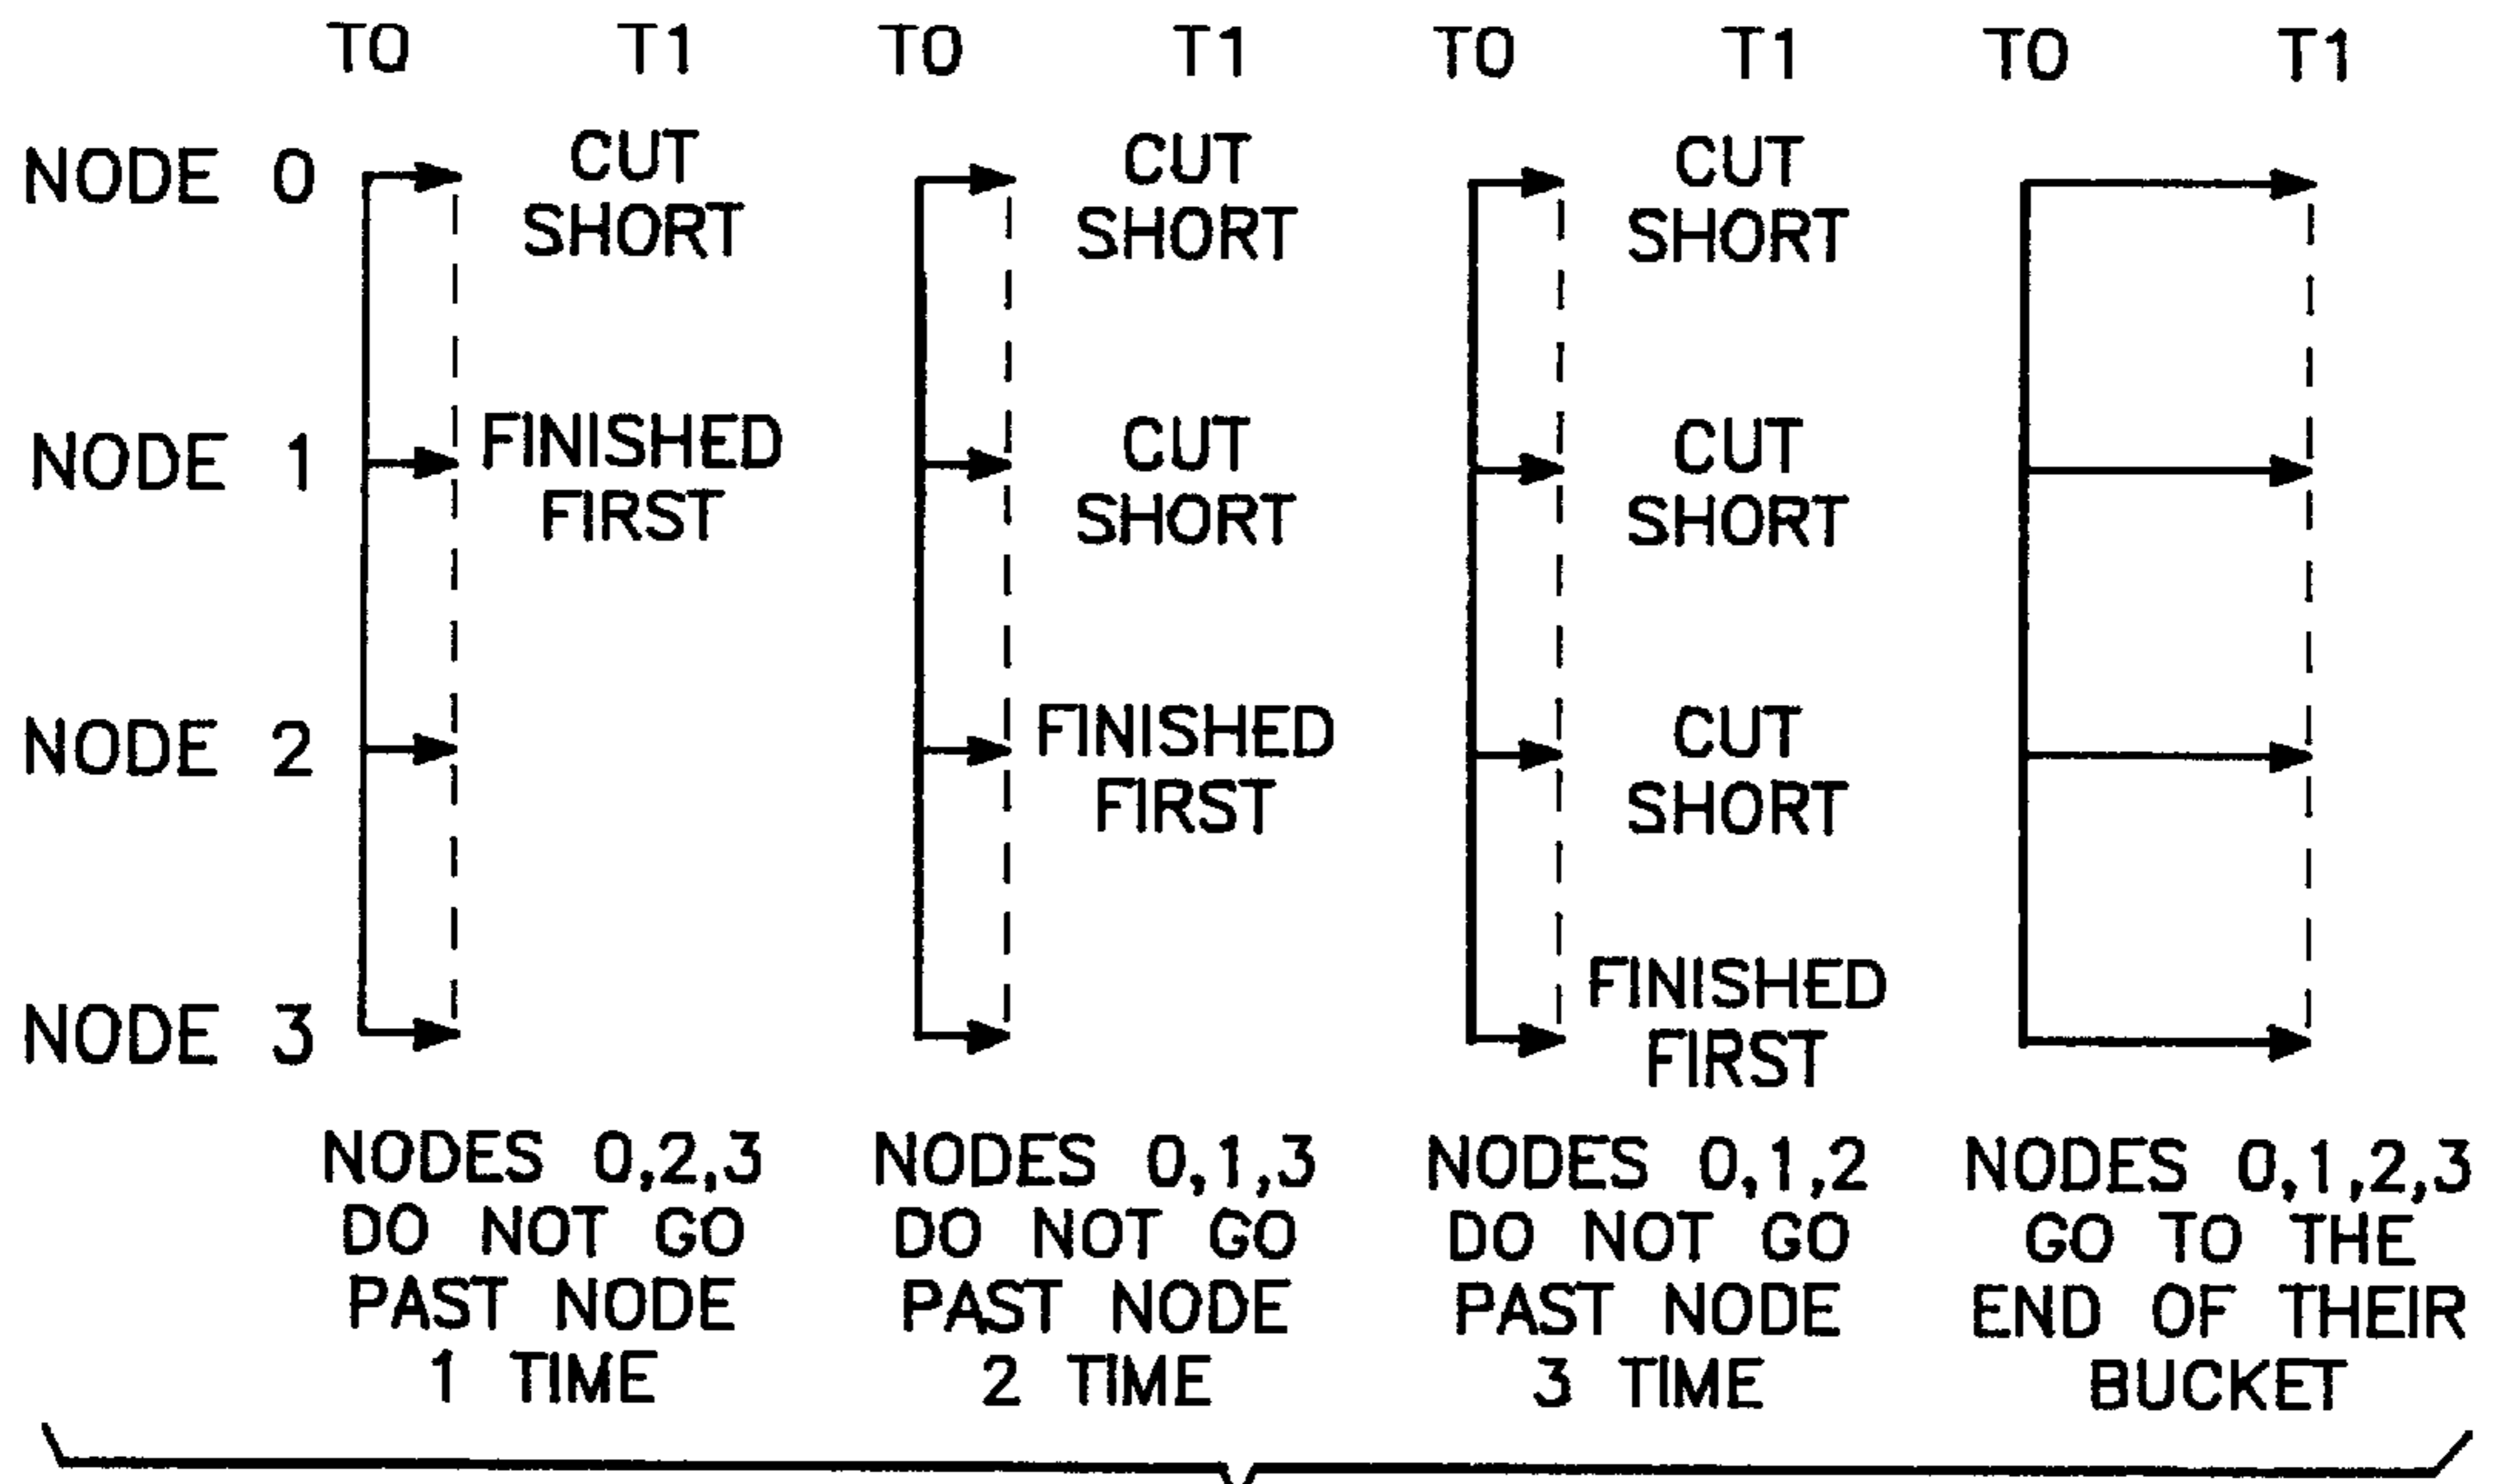 TO T1 TO T1 TO T1 TO T1
NODE 0
CUT
SHORT
CUT
SHORT
CUT
SHORT
NODE 1
FINISHED
FIRST
CUT
SHORT
CUT
SHORT
NODE 2
FINISHED
FIRST
CUT
SHORT
NODE 3
FINISHED
FIRST
NODES 0,2,3
DO NOT GO
PAST NODE
1 TIME
NODES 0,1,3
DO NOT GO
PAST NODE
2 TIME
NODES 0,1,2
DO NOT GO
PAST NODE
3 TIME
NODES 0,1,2,3
GO TO THE
END OF THEIR
BUCKET